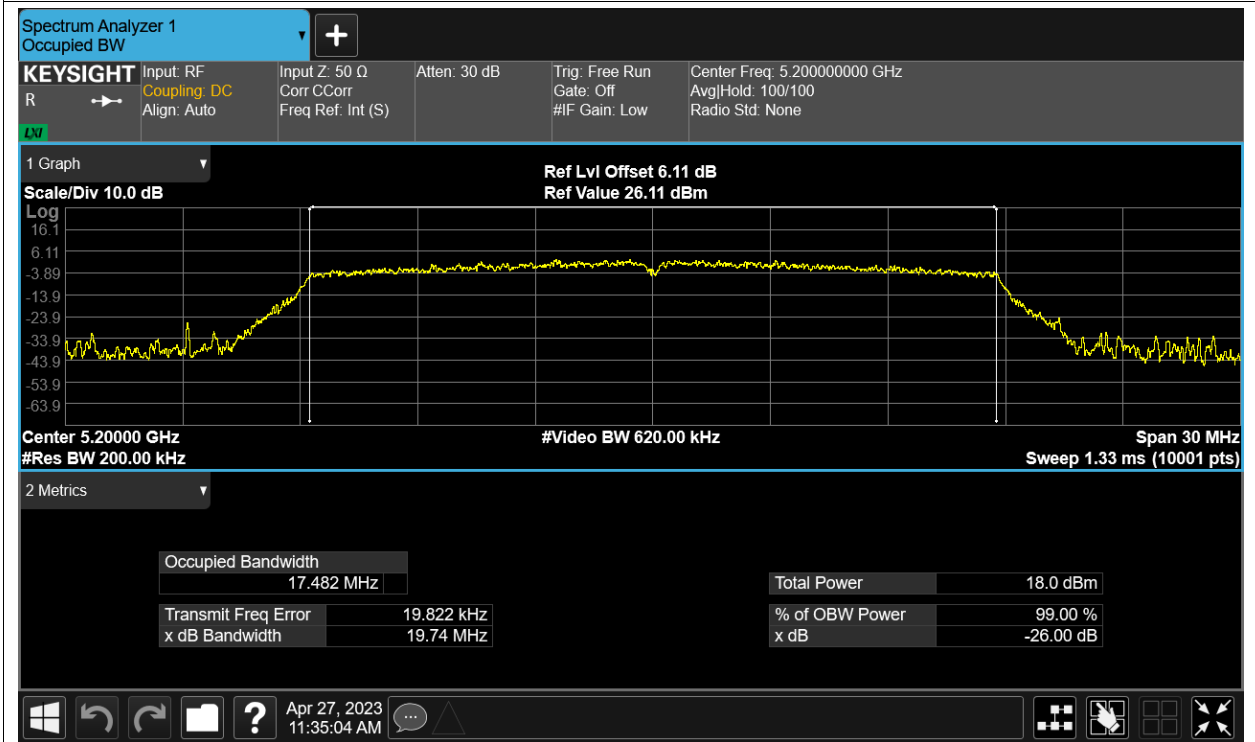 Spectrum Analyzer 1
Occupied BW
KEYSIGHT Input: RF Input Z: 50 Ω Atten: 30 dB Trig: Free Run Center Freq: 5.200000000 GHz
R Coupling: DC Corr CCorr Gate: Off Avg|Hold: 100/100
Align: Auto Freq Ref: Int (S) #IF Gain: Low Radio Std: None
LXI
1 Graph Ref Lvl Offset 6.11 dB
Scale/Div 10.0 dB Ref Value 26.11 dBm
Log
16.1
6.11
-3.89
-13.9
-23.9
-33.9
-43.9
-53.9
-63.9
Center 5.20000 GHz #Video BW 620.00 kHz Span 30 MHz
#Res BW 200.00 kHz Sweep 1.33 ms (10001 pts)
2 Metrics
Occupied Bandwidth
17.482 MHz Total Power 18.0 dBm
Transmit Freq Error 19.822 kHz % of OBW Power 99.00 %
x dB Bandwidth 19.74 MHz x dB -26.00 dB
? Apr 27, 2023
11:35:04 AM